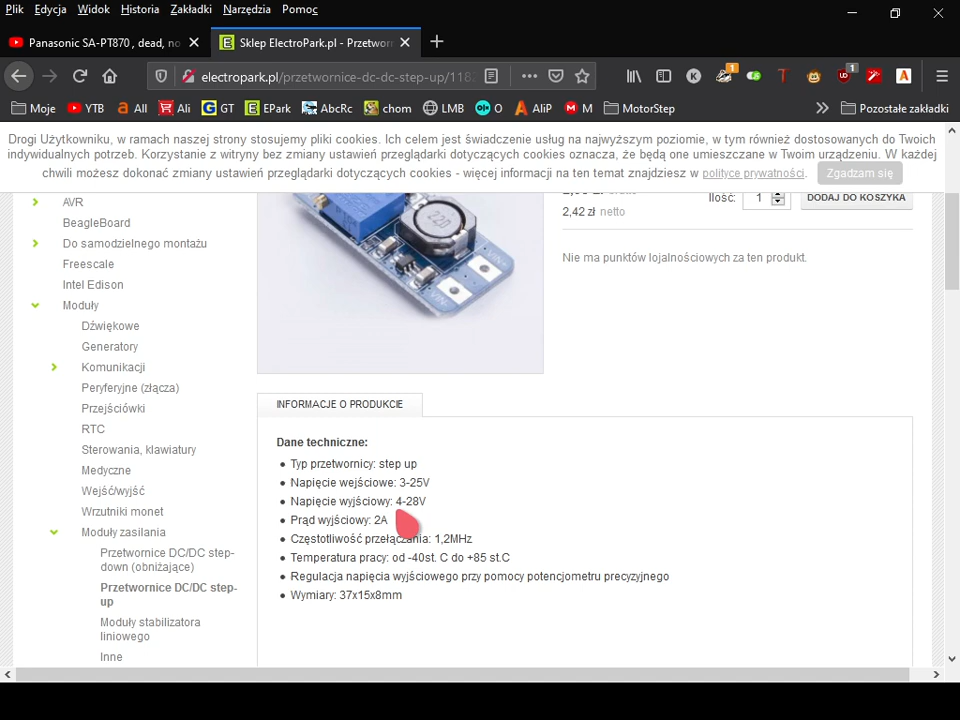 Plik Edycja Widok Historia Zakładki Narzędzia Pomoc
Panasonic SA-PT870 , dead, no
Sklep ElectroPark.pl - Przetworn
electropark.pl/przetwornice-dc-dc-step-up/118
Moje YTB All Ali GT EPark AbcRc chom LMB O AliP M MotorStep Pozostałe zakładki
Drogi Użytkowniku, w ramach naszej strony stosujemy pliki cookies. Ich celem jest świadczenie usług na najwyższym poziomie, w tym również dostosowanych do Twoich
indywidualnych potrzeb. Korzystanie z witryny bez zmiany ustawień przeglądarki dotyczących cookies oznacza, że będą one umieszczane w Twoim urządzeniu. W każdej
chwili możesz dokonać zmiany ustawień przeglądarki dotyczących cookies - więcej informacji na ten temat znajdziesz w polityce prywatności. Zgadzam się
AVR
BeagleBoard
Do samodzielnego montażu
Freescale
Intel Edison
Moduły
Dźwiękowe
Generatory
Komunikacji
Peryferyjne (złącza)
Przejściówki
RTC
Sterowania, klawiatury
Medyczne
Wejść/wyjść
Wrzutniki monet
Moduły zasilania
Przetwornice DC/DC step-
down (obniżające)
Przetwornice DC/DC step-
up
Moduły stabilizatora
liniowego
Inne
220
VIN+
VIN-
2,42 zł netto
Ilość: 1 DODAJ DO KOSZYKA
Nie ma punktów lojalnościowych za ten produkt.
INFORMACJE O PRODUKCIE
Dane techniczne:
Typ przetwornicy: step up
Napięcie wejściowe: 3-25V
Napięcie wyjściowy: 4-28V
Prąd wyjściowy: 2A
Częstotliwość przełączania: 1,2MHz
Temperatura pracy: od -40st. C do +85 st.C
Regulacja napięcia wyjściowego przy pomocy potencjometru precyzyjnego
Wymiary: 37x15x8mm